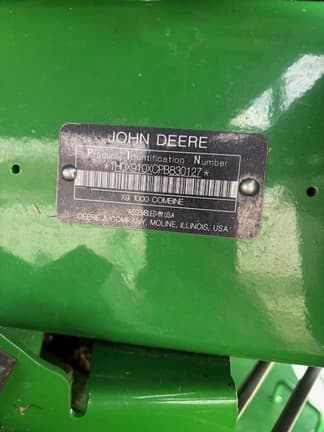 JOHN DEERE
Product Identification Number
*1H0X910XCPB830127*
X9 1000 COMBINE
ASSEMBLED IN USA
DEERE & COMPANY, MOLINE, ILLINOIS, USA